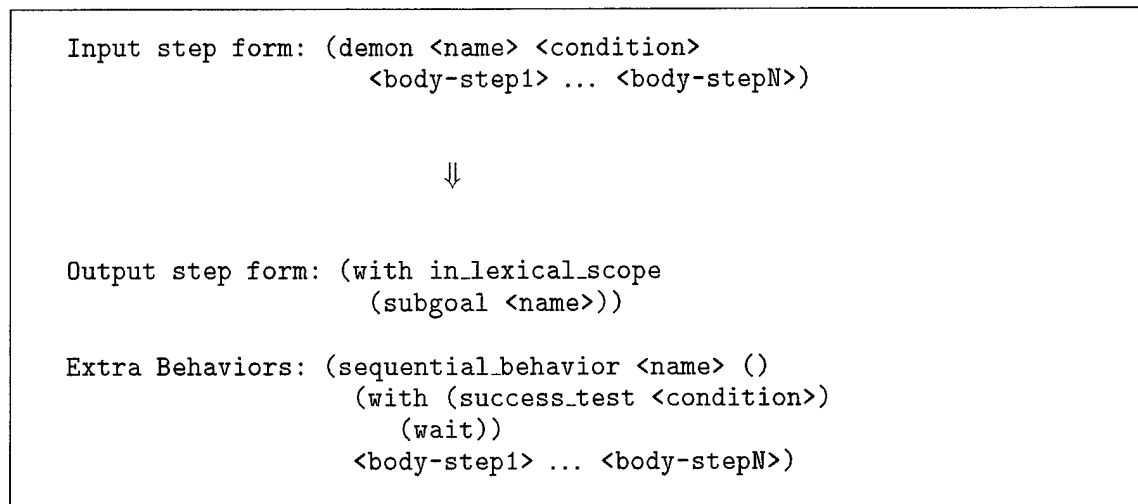 Input step form: (demon <name> <condition>
<body-step1> ... <body-stepN>)
⇓
Output step form: (with in_lexical_scope
(subgoal <name>))
Extra Behaviors: (sequential_behavior <name> ()
(with (success_test <condition>)
(wait))
<body-step1> ... <body-stepN>)